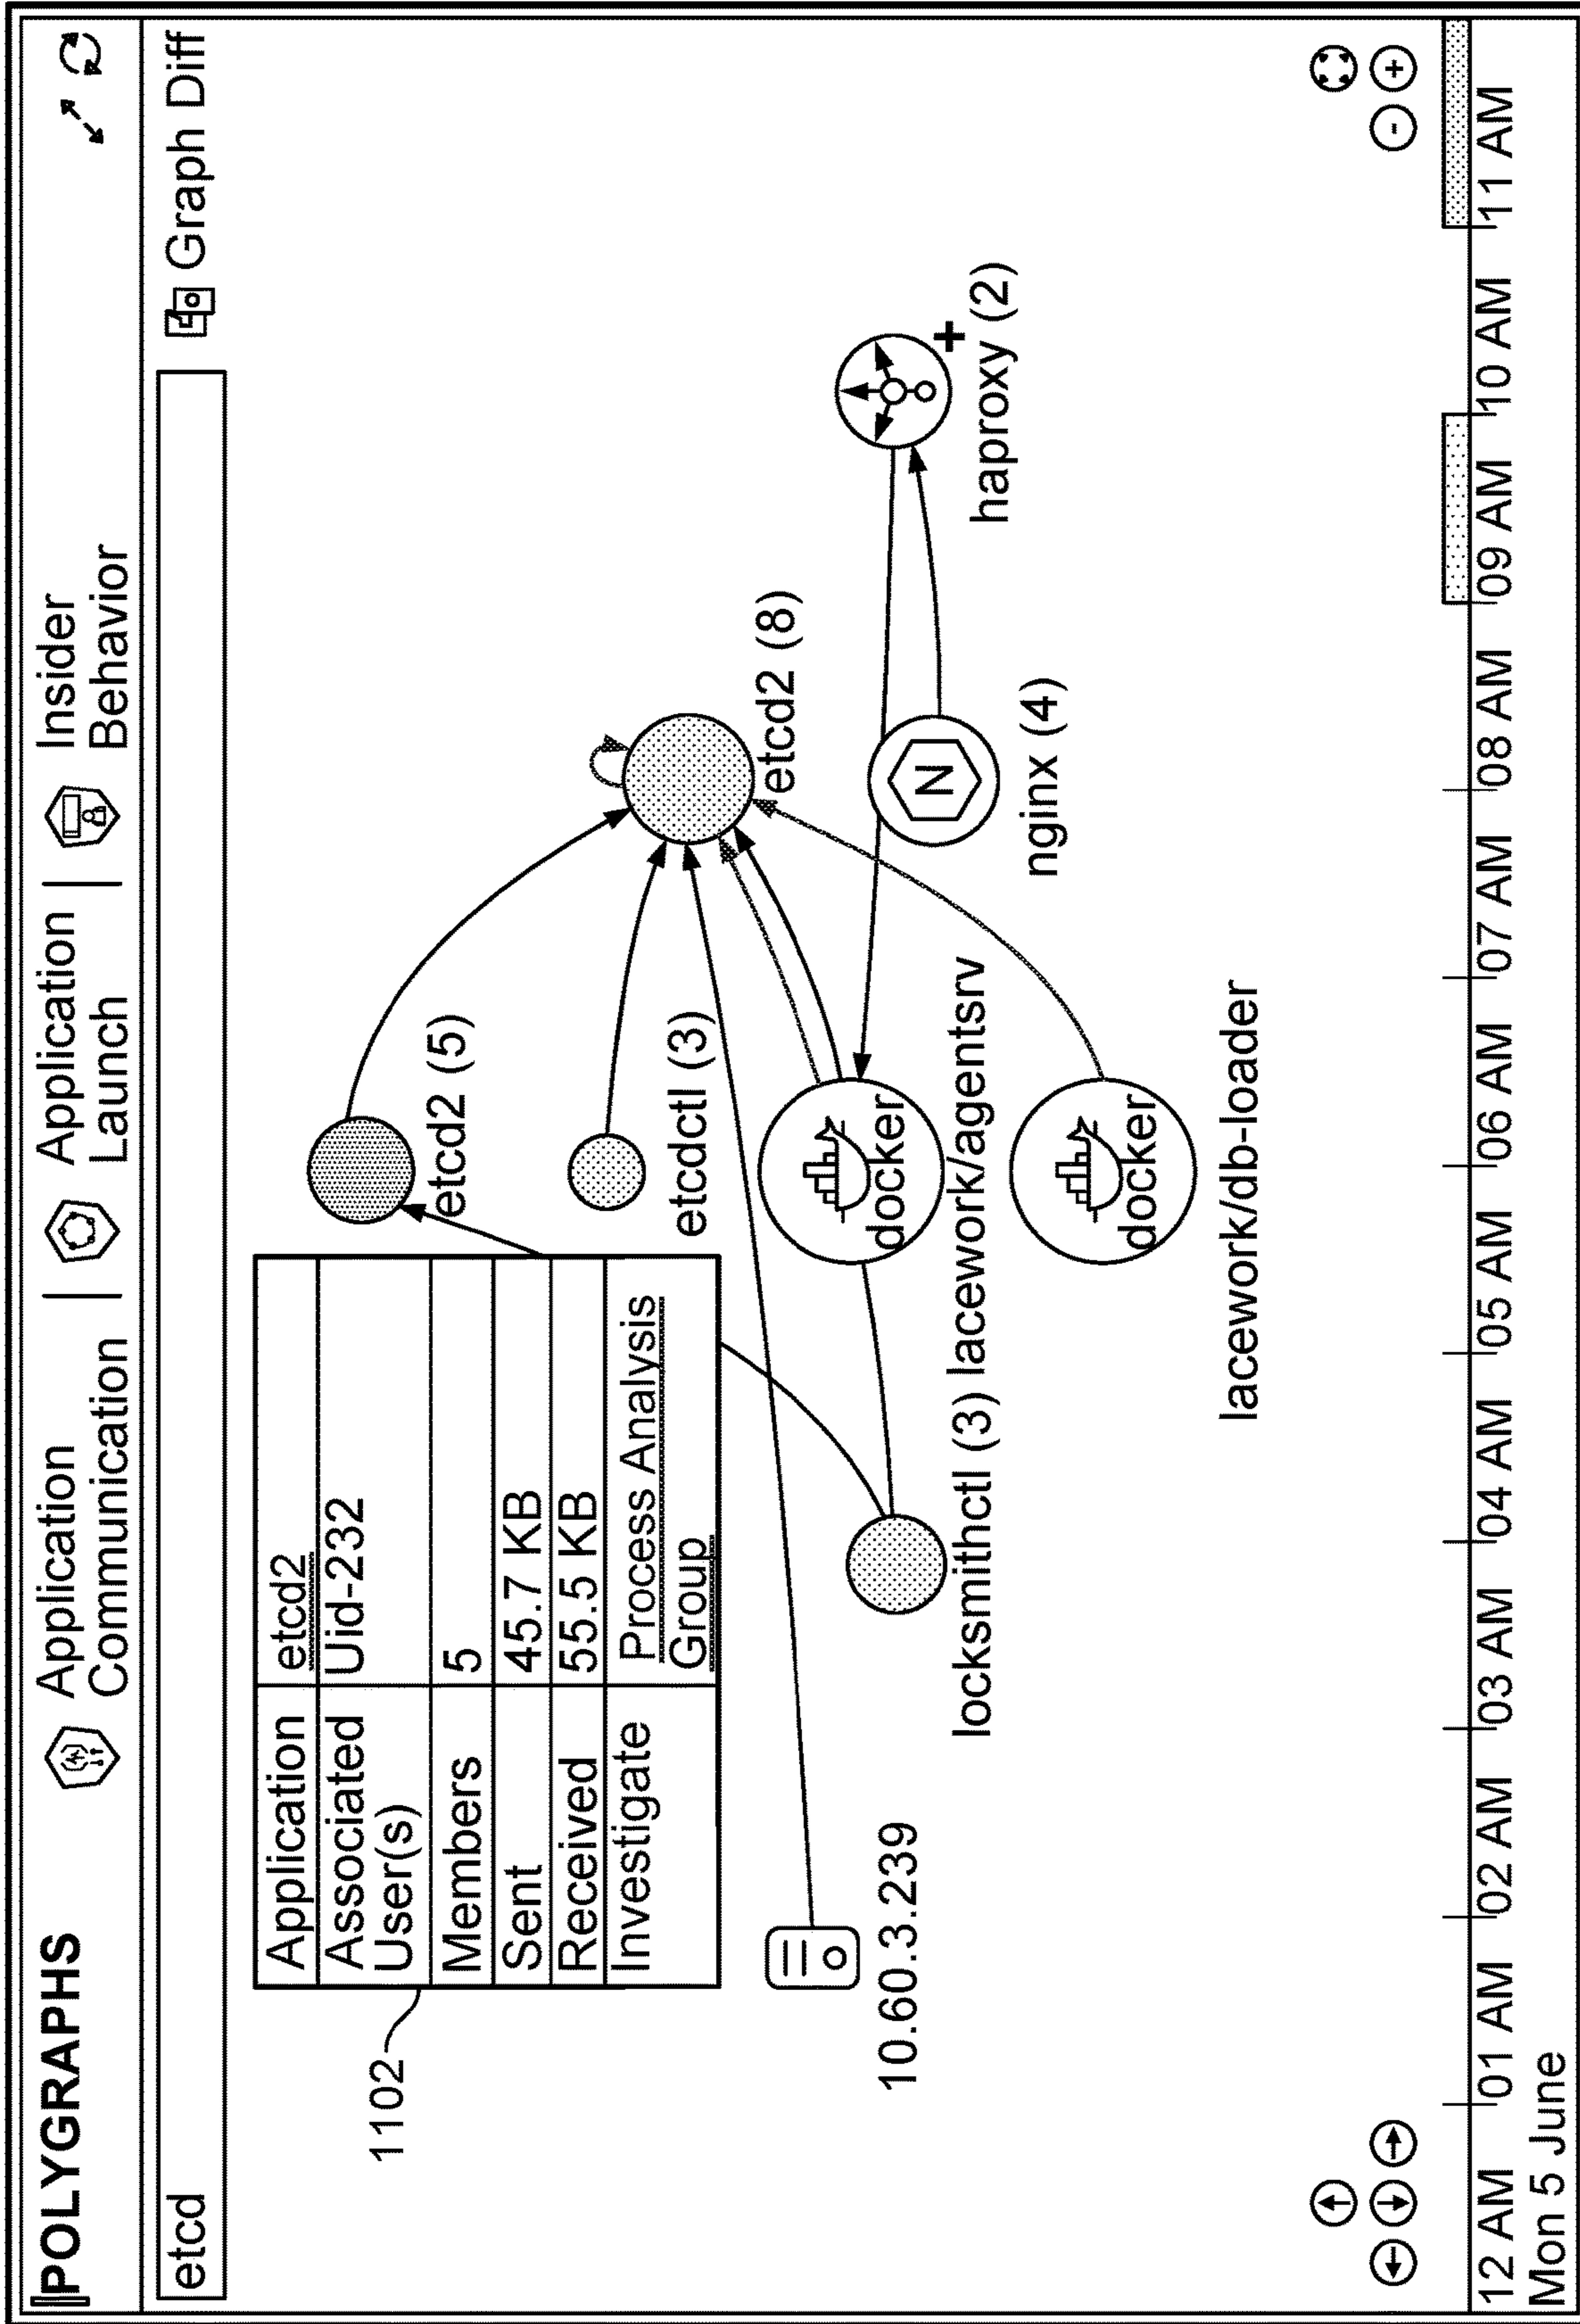 POLYGRAPHS
Application
Communication
Application
Launch
Insider
Behavior
etcd
Graph Diff
Application etcd2
Associated Uid-232
User(s)
Members 5
Sent 45.7 KB
Received 55.5 KB
Investigate Process Analysis
Group
1102
etcd2 (5)
etcd2 (8)
etcdctl (3)
docker
haproxy (2)
+
N
nginx (4)
10.60.3.239
locksmithctl (3) lacework/agentsrv
docker
lacework/db-loader
- +
12 AM 01 AM 02 AM 03 AM 04 AM 05 AM 06 AM 07 AM 08 AM 09 AM 10 AM 11 AM
Mon 5 June